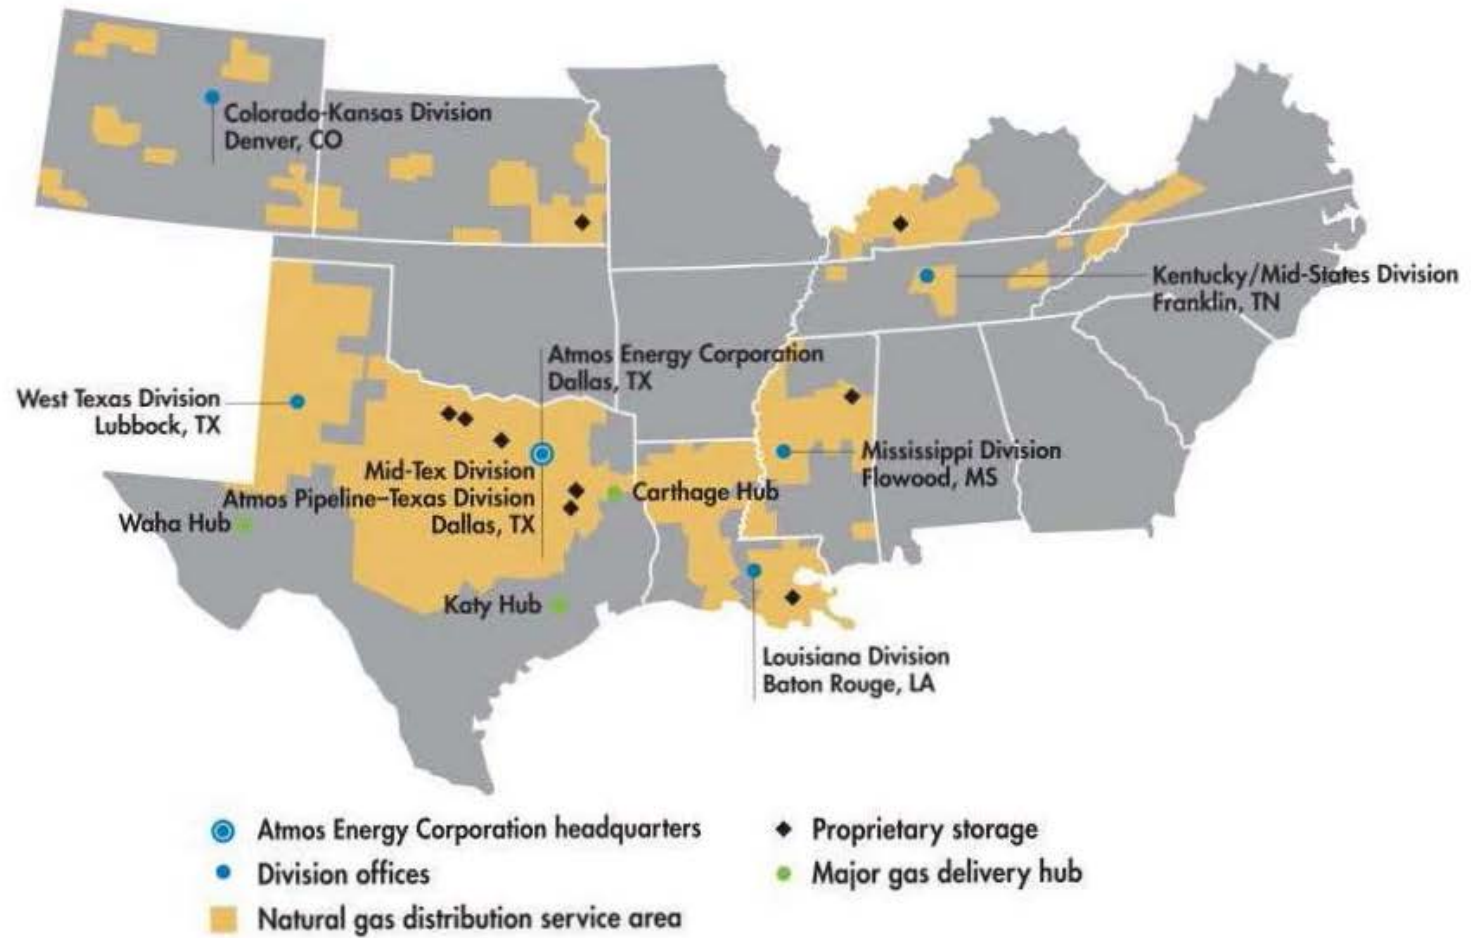 Colorado-Kansas Division
Denver, CO
Kentucky/Mid-States Division
Franklin, TN
Atmos Energy Corporation
Dallas, TX
West Texas Division
Lubbock, TX
Mid-Tex Division
Atmos Pipeline–Texas Division
Dallas, TX
Mississippi Division
Flowood, MS
Carthage Hub
Waha Hub
Katy Hub
Louisiana Division
Baton Rouge, LA
Atmos Energy Corporation headquarters
Division offices
Natural gas distribution service area
Proprietary storage
Major gas delivery hub